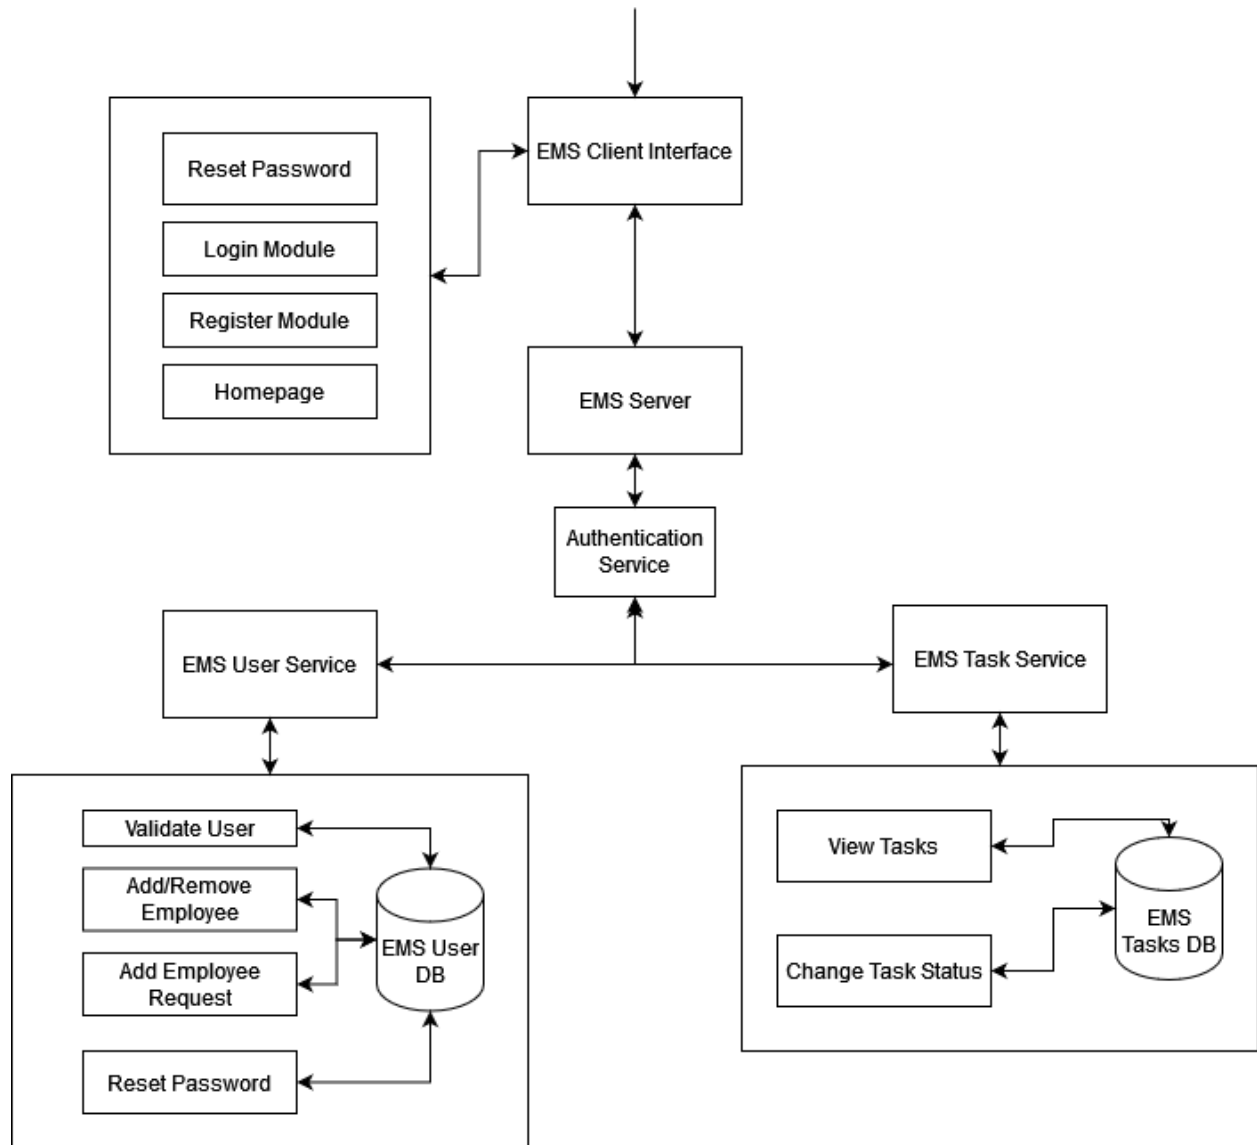 EMS Client Interface
Reset Password
Login Module
Register Module
Homepage
EMS Server
Authentication
Service
EMS User Service
EMS Task Service
Validate User
Add/Remove
Employee
Add Employee
Request
Reset Password
EMS User
DB
View Tasks
Change Task Status
EMS
Tasks DB